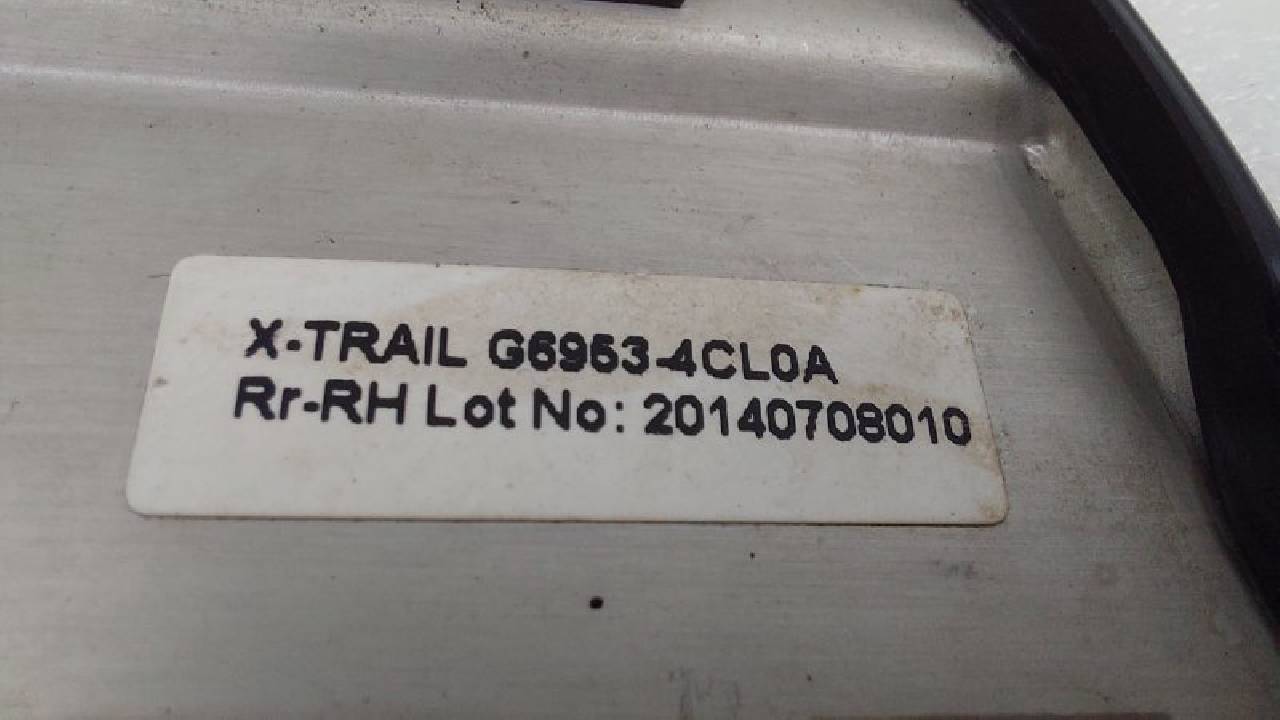 X-TRAIL G6953-4CL0A
Rr-RH Lot No: 20140708010